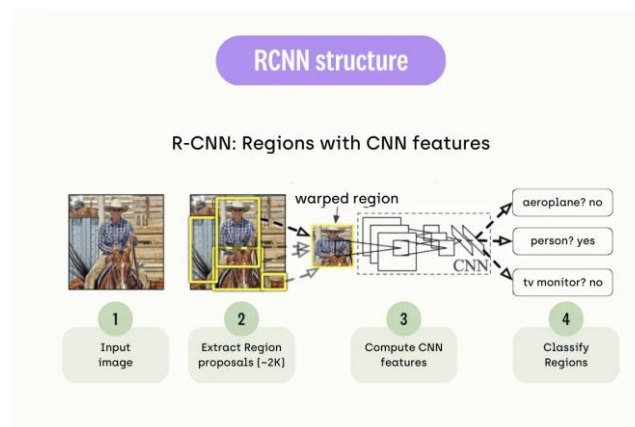 RCNN structure
R-CNN: Regions with CNN features
warped region
aeroplane? no
person? yes
tv monitor? no
CNN
1
Input
image
2
Extract Region
proposals (~2K)
3
Compute CNN
features
4
Classify
Regions